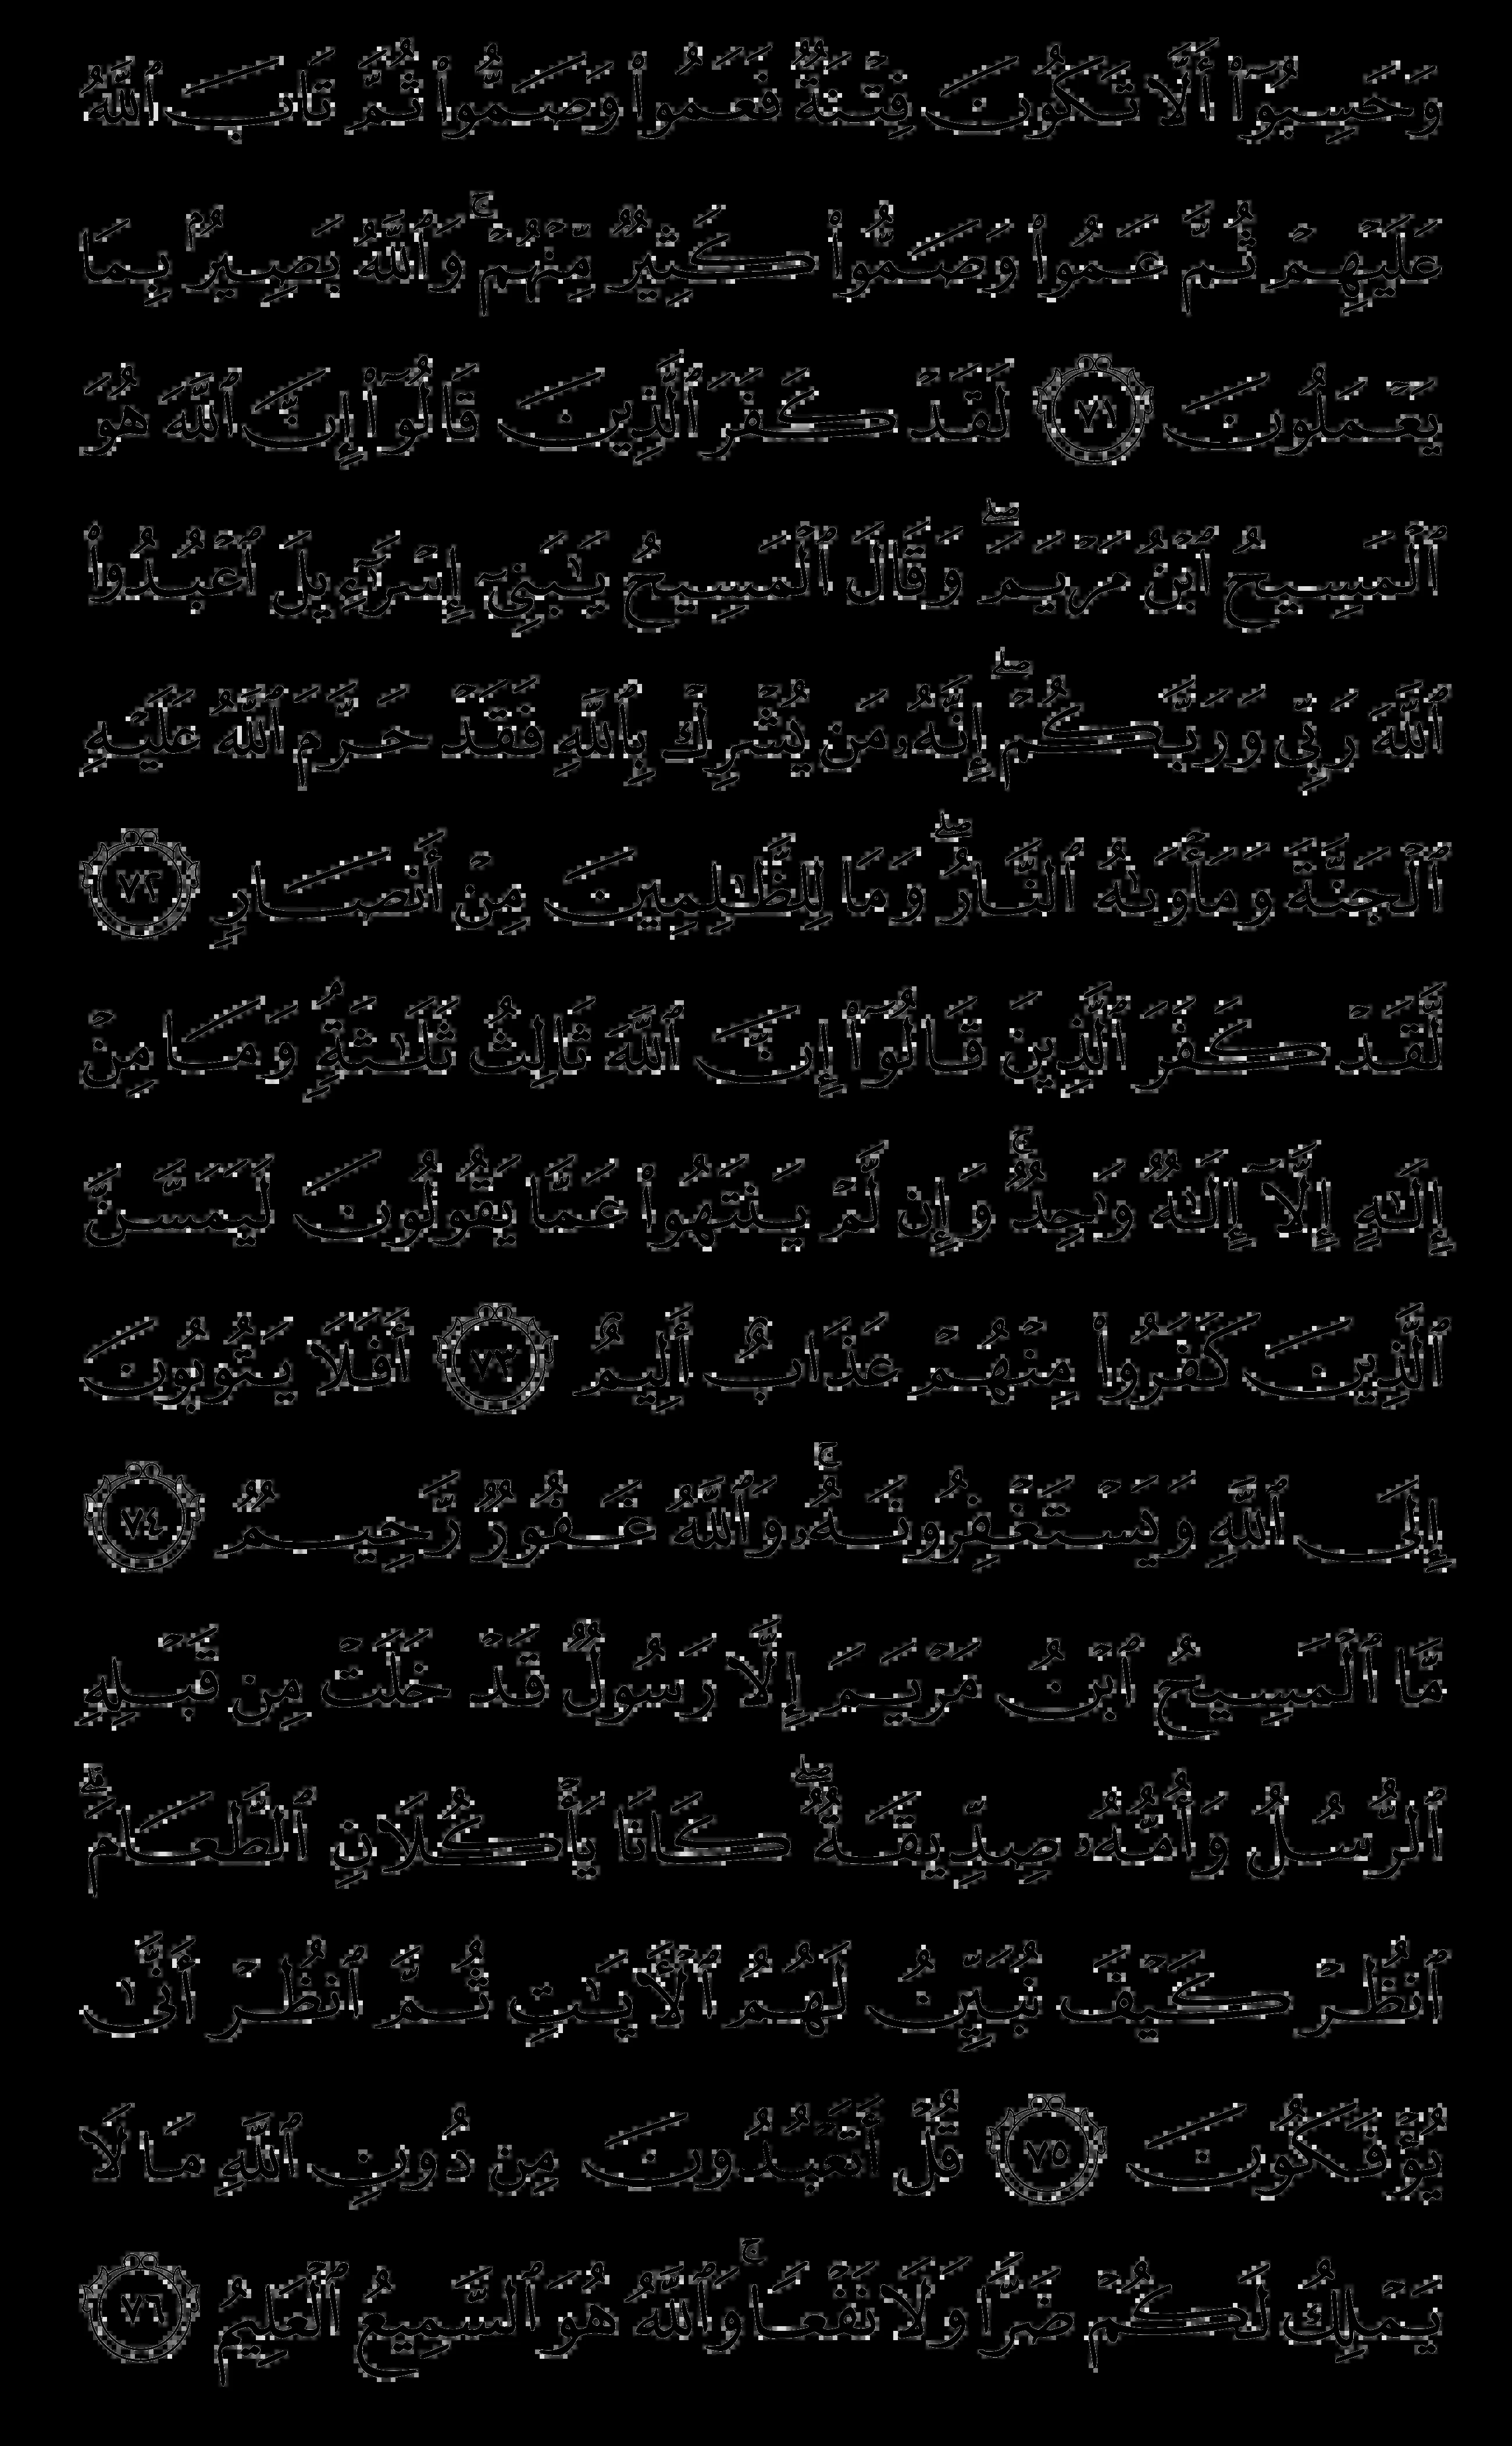 وَحَسِبُوٓا۟ أَلَّا تَكُونَ فِتْنَةٌ فَعَمُوا۟ وَصَمُّوا۟ ثُمَّ تَابَ ٱللَّهُ
عَلَيْهِمْ ثُمَّ عَمُوا۟ وَصَمُّوا۟ كَثِيرٌ مِّنْهُمْ ۚ وَٱللَّهُ بَصِيرٌۢ بِمَا
يَعْمَلُونَ ٧١ لَقَدْ كَفَرَ ٱلَّذِينَ قَالُوٓا۟ إِنَّ ٱللَّهَ هُوَ
ٱلْمَسِيحُ ٱبْنُ مَرْيَمَ ۖ وَقَالَ ٱلْمَسِيحُ يَـٰبَنِىٓ إِسْرَٰٓءِيلَ ٱعْبُدُوا۟
ٱللَّهَ رَبِّى وَرَبَّكُمْ ۖ إِنَّهُۥ مَن يُشْرِكْ بِٱللَّهِ فَقَدْ حَرَّمَ ٱللَّهُ عَلَيْهِ
ٱلْجَنَّةَ وَمَأْوَىٰهُ ٱلنَّارُ ۖ وَمَا لِلظَّـٰلِمِينَ مِنْ أَنصَارٍ ٧٢
لَّقَدْ كَفَرَ ٱلَّذِينَ قَالُوٓا۟ إِنَّ ٱللَّهَ ثَالِثُ ثَلَـٰثَةٍ ۘ وَمَا مِنْ
إِلَـٰهٍ إِلَّآ إِلَـٰهٌ وَٰحِدٌ ۚ وَإِن لَّمْ يَنتَهُوا۟ عَمَّا يَقُولُونَ لَيَمَسَّنَّ
ٱلَّذِينَ كَفَرُوا۟ مِنْهُمْ عَذَابٌ أَلِيمٌ ٧٣ أَفَلَا يَتُوبُونَ
إِلَى ٱللَّهِ وَيَسْتَغْفِرُونَهُۥ ۚ وَٱللَّهُ غَفُورٌ رَّحِيمٌ ٧٤
مَّا ٱلْمَسِيحُ ٱبْنُ مَرْيَمَ إِلَّا رَسُولٌ قَدْ خَلَتْ مِن قَبْلِهِ
ٱلرُّسُلُ وَأُمُّهُۥ صِدِّيقَةٌ ۖ كَانَا يَأْكُلَانِ ٱلطَّعَامَ ۗ
ٱنظُرْ كَيْفَ نُبَيِّنُ لَهُمُ ٱلْـَٔايَـٰتِ ثُمَّ ٱنظُرْ أَنَّىٰ
يُؤْفَكُونَ ٧٥ قُلْ أَتَعْبُدُونَ مِن دُونِ ٱللَّهِ مَا لَا
يَمْلِكُ لَكُمْ ضَرًّا وَلَا نَفْعًا ۚ وَٱللَّهُ هُوَ ٱلسَّمِيعُ ٱلْعَلِيمُ ٧٦